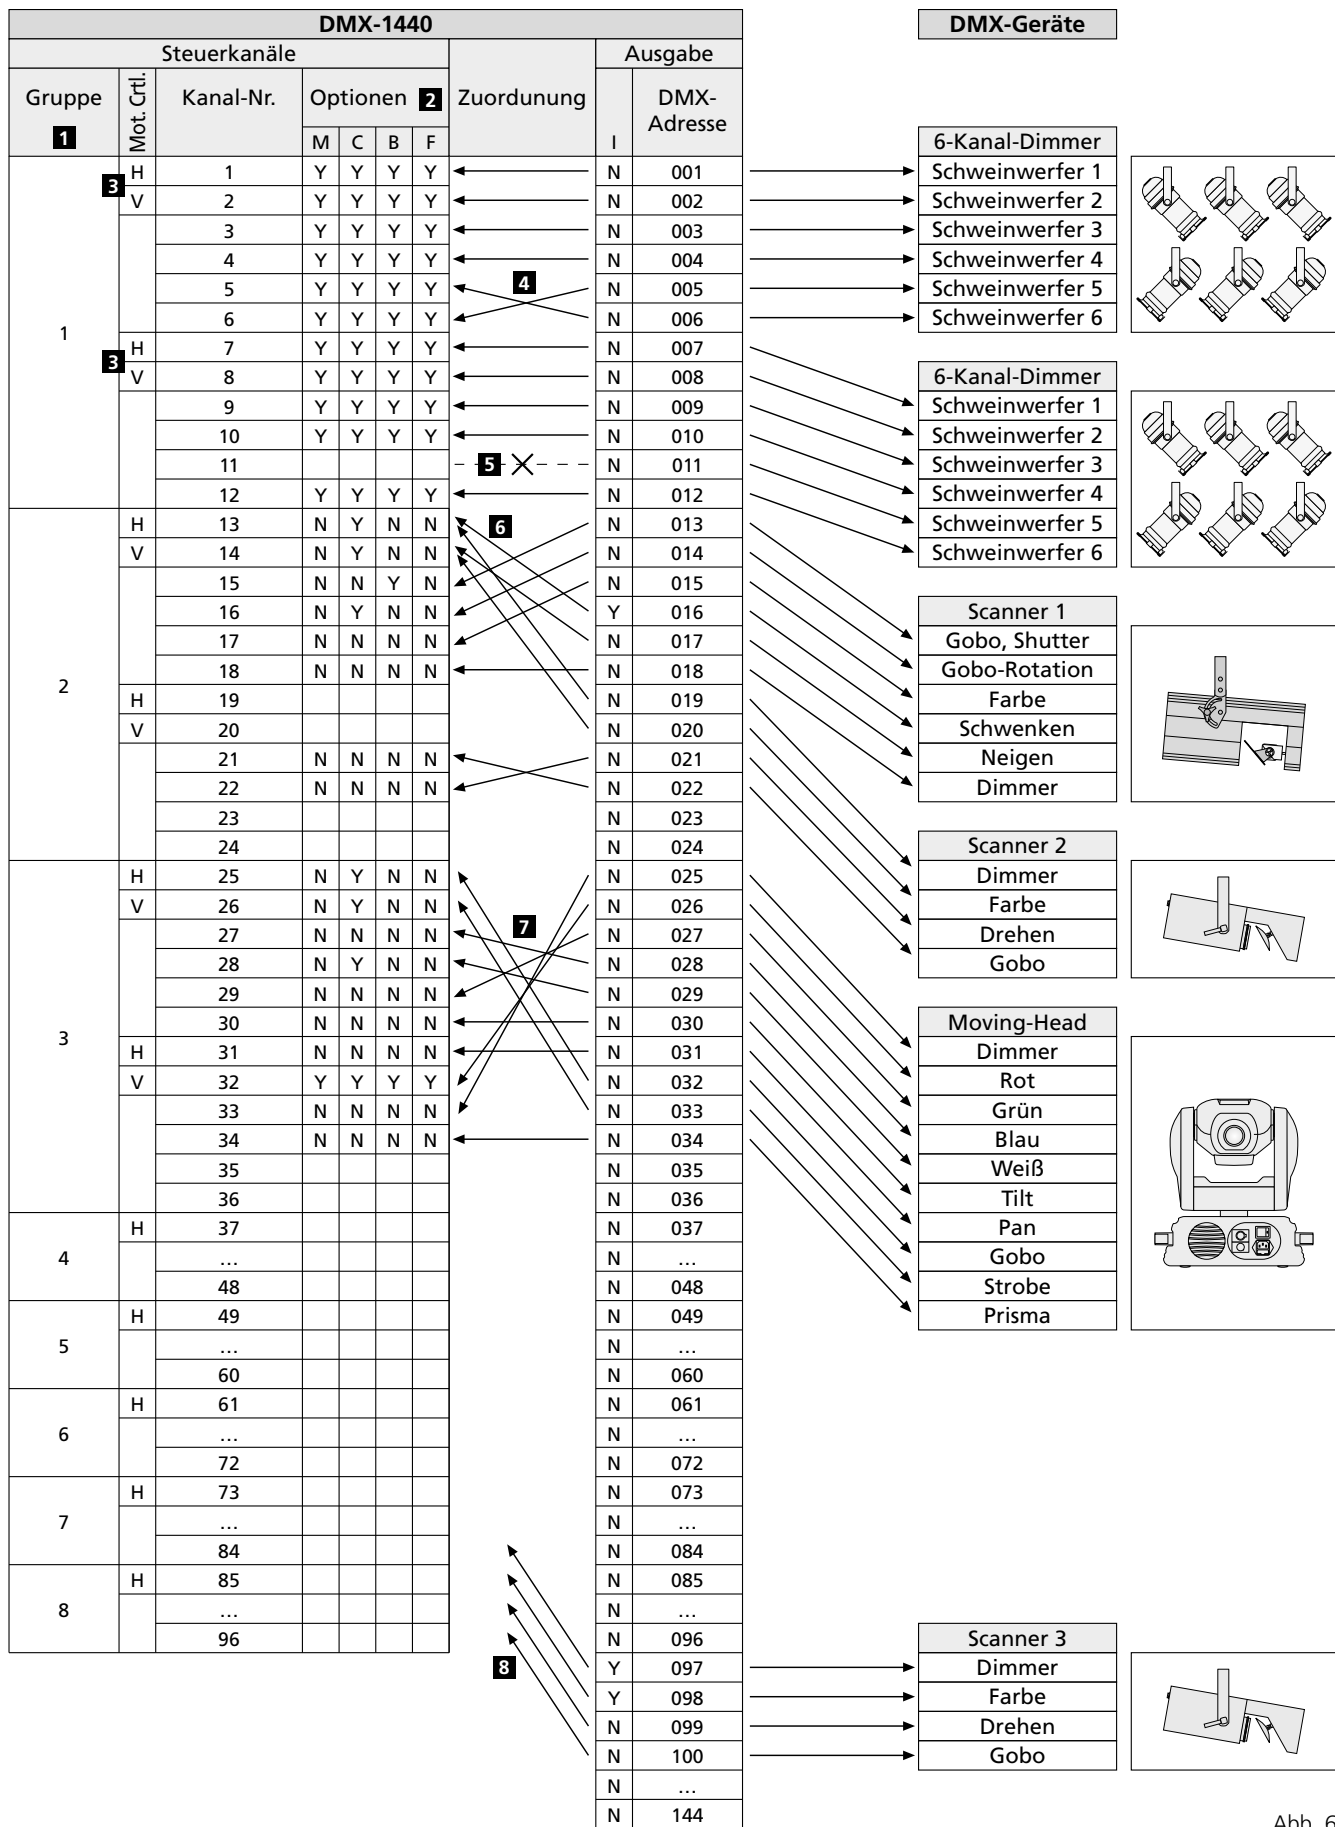 DMX-1440 DMX-Geräte
Steuerkanäle Zuordunung Ausgabe
Gruppe 1 Mot. Crtl. Kanal-Nr. Optionen 2 I DMX-Adresse
M C B F 6-Kanal-Dimmer
1 3 H 1 Y Y Y Y N 001 Schweinwerfer 1
V 2 Y Y Y Y N 002 Schweinwerfer 2
3 Y Y Y Y N 003 Schweinwerfer 3
4 Y Y Y Y N 004 Schweinwerfer 4
5 Y Y Y Y 4 N 005 Schweinwerfer 5
6 Y Y Y Y N 006 Schweinwerfer 6
3 H 7 Y Y Y Y N 007
V 8 Y Y Y Y N 008 6-Kanal-Dimmer
9 Y Y Y Y N 009 Schweinwerfer 1
10 Y Y Y Y N 010 Schweinwerfer 2
11 5 N 011 Schweinwerfer 3
12 Y Y Y Y N 012 Schweinwerfer 4
2 H 13 N Y N N 6 N 013 Schweinwerfer 5
V 14 N Y N N N 014 Schweinwerfer 6
15 N N Y N N 015
16 N Y N N Y 016 Scanner 1
17 N N N N N 017 Gobo, Shutter
18 N N N N N 018 Gobo-Rotation
H 19 N 019 Farbe
V 20 N 020 Schwenken
21 N N N N N 021 Neigen
22 N N N N N 022 Dimmer
23 N 023
24 N 024 Scanner 2
3 H 25 N Y N N N 025 Dimmer
V 26 N Y N N N 026 Farbe
27 N N N N 7 N 027 Drehen
28 N Y N N N 028 Gobo
29 N N N N N 029
30 N N N N N 030 Moving-Head
H 31 N N N N N 031 Dimmer
V 32 Y Y Y Y N 032 Rot
33 N N N N N 033 Grün
34 N N N N N 034 Blau
35 N 035 Weiß
36 N 036 Tilt
4 H 37 N 037 Pan
… N … Gobo
48 N 048 Strobe
5 H 49 N 049 Prisma
… N …
60 N 060
6 H 61 N 061
… N …
72 N 072
7 H 73 N 073
… N …
84 N 084
8 H 85 N 085
… N …
96 N 096 Scanner 3
8 Y 097 Dimmer
Y 098 Farbe
N 099 Drehen
N 100 Gobo
N …
N 144
Abb. 6